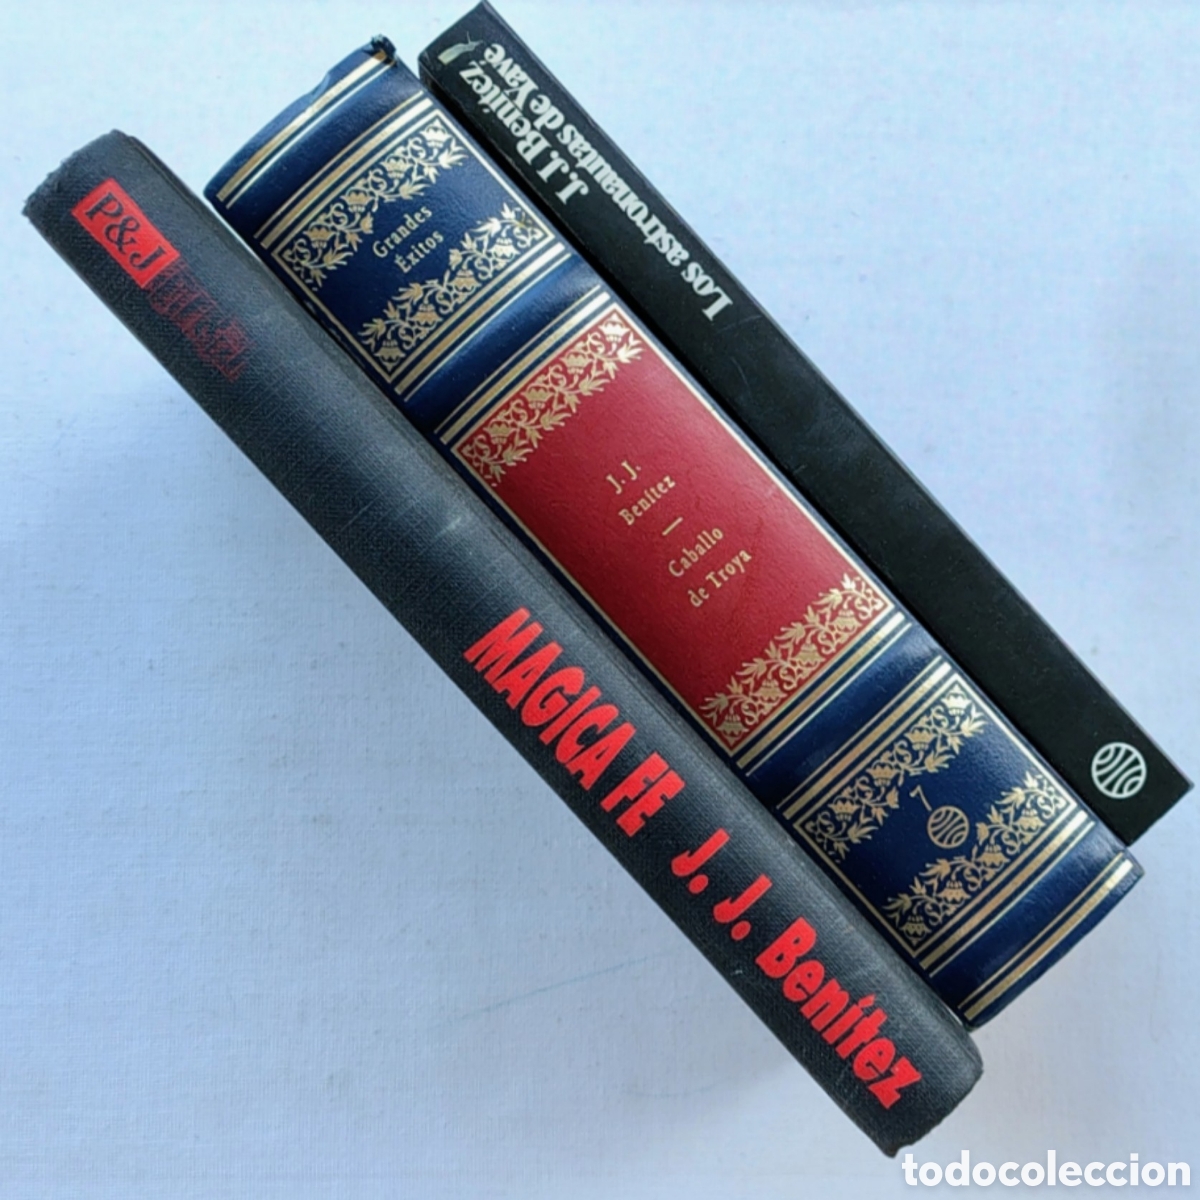 P&J
MAGICA FE J. J. Benítez
Grandes
Éxitos
J. J.
Benítez
—
Caballo
de Troya
7
J. J. Benítez
Los astronautas de Yavé
todocoleccion